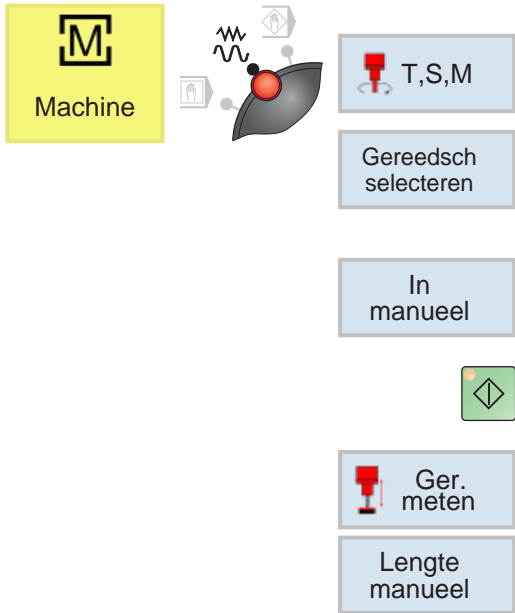 M
Machine
T,S,M
Gereedsch
selecteren
In
manueel
Ger.
meten
Lengte
manueel